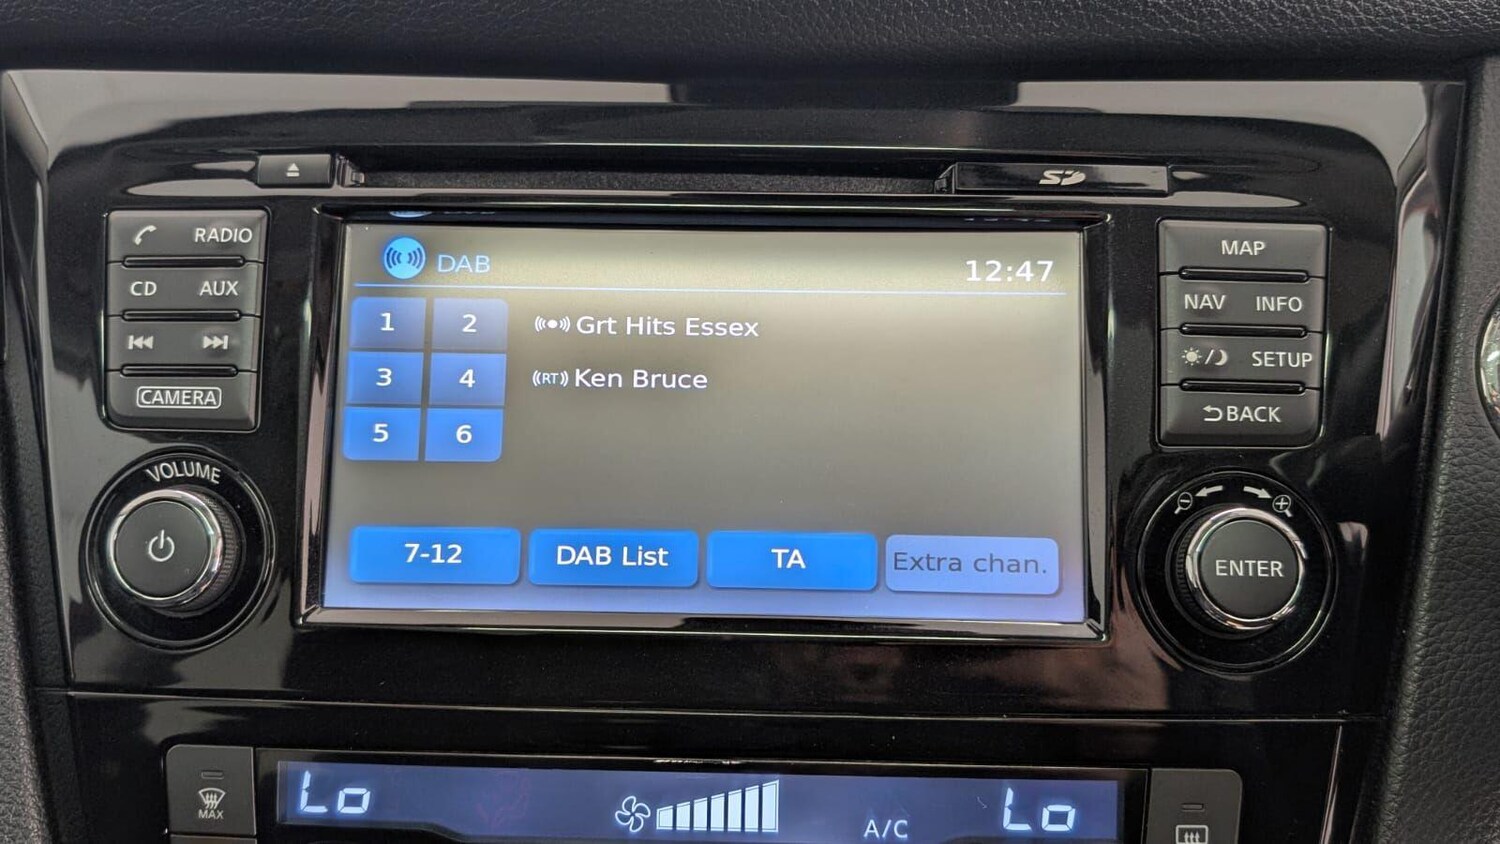 SD
RADIO
CD AUX
CAMERA
VOLUME
DAB 12:47
1 2 Grt Hits Essex
3 4 (RT) Ken Bruce
5 6
7-12 DAB List TA Extra chan.
MAP
NAV INFO
SETUP
BACK
ENTER
MAX
Lo A/C Lo